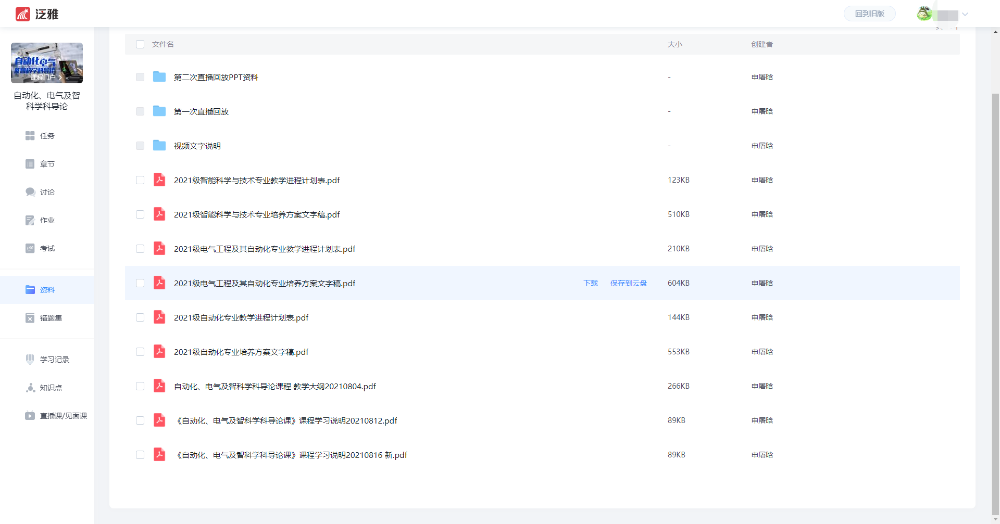 泛雅
回到旧版
文件名 大小 创建者
自动化电气
及智科学科导论
课程门户
自动化、电气及智
科学科导论
任务
章节
讨论
作业
考试
资料
错题集
学习记录
知识点
直播课/见面课
第二次直播回放PPT资料 - 申屠晗
第一次直播回放 - 申屠晗
视频文字说明 - 申屠晗
2021级智能科学与技术专业教学进程计划表.pdf 123KB 申屠晗
2021级智能科学与技术专业培养方案文字稿.pdf 510KB 申屠晗
2021级电气工程及其自动化专业教学进程计划表.pdf 210KB 申屠晗
2021级电气工程及其自动化专业培养方案文字稿.pdf 下载 保存到云盘 604KB 申屠晗
2021级自动化专业教学进程计划表.pdf 144KB 申屠晗
2021级自动化专业培养方案文字稿.pdf 553KB 申屠晗
自动化、电气及智科学科导论课程 教学大纲20210804.pdf 266KB 申屠晗
《自动化、电气及智科学科导论课》课程学习说明20210812.pdf 89KB 申屠晗
《自动化、电气及智科学科导论课》课程学习说明20210816 新.pdf 89KB 申屠晗